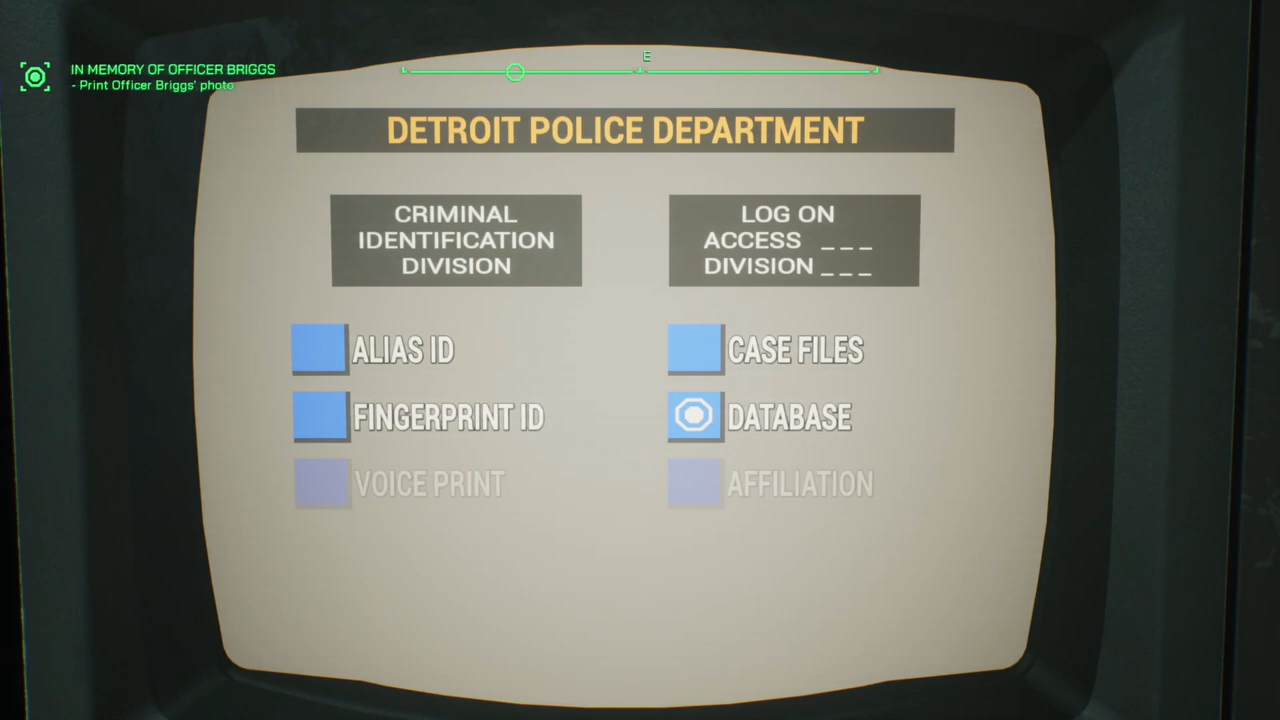 E
IN MEMORY OF OFFICER BRIGGS
- Print Officer Briggs' photo
DETROIT POLICE DEPARTMENT
CRIMINAL
IDENTIFICATION
DIVISION
LOG ON
ACCESS _ _ _
DIVISION _ _ _
ALIAS ID
CASE FILES
FINGERPRINT ID
DATABASE
VOICE PRINT
AFFILIATION